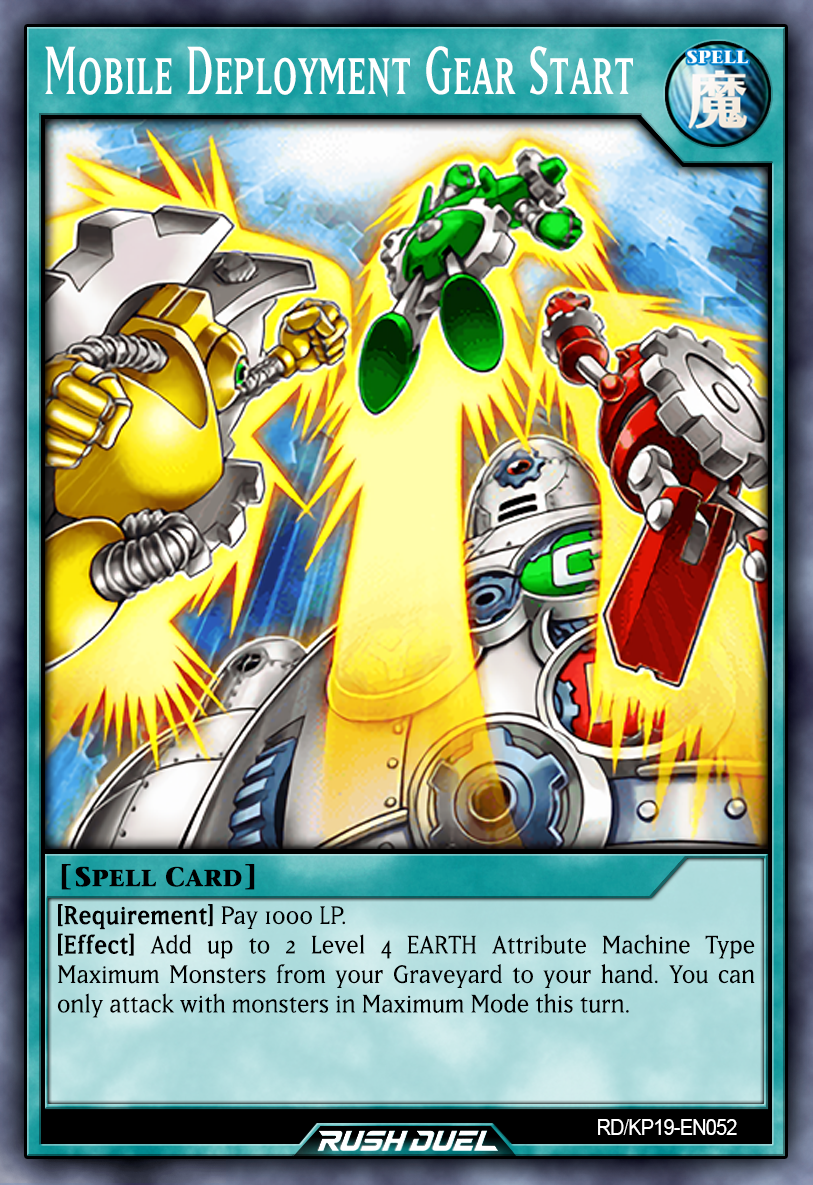 Mobile Deployment Gear Start
SPELL
魔
C
[Spell Card]
[Requirement] Pay 1000 LP.
[Effect] Add up to 2 Level 4 EARTH Attribute Machine Type
Maximum Monsters from your Graveyard to your hand. You can
only attack with monsters in Maximum Mode this turn.
RD/KP19-EN052
RUSH DUEL